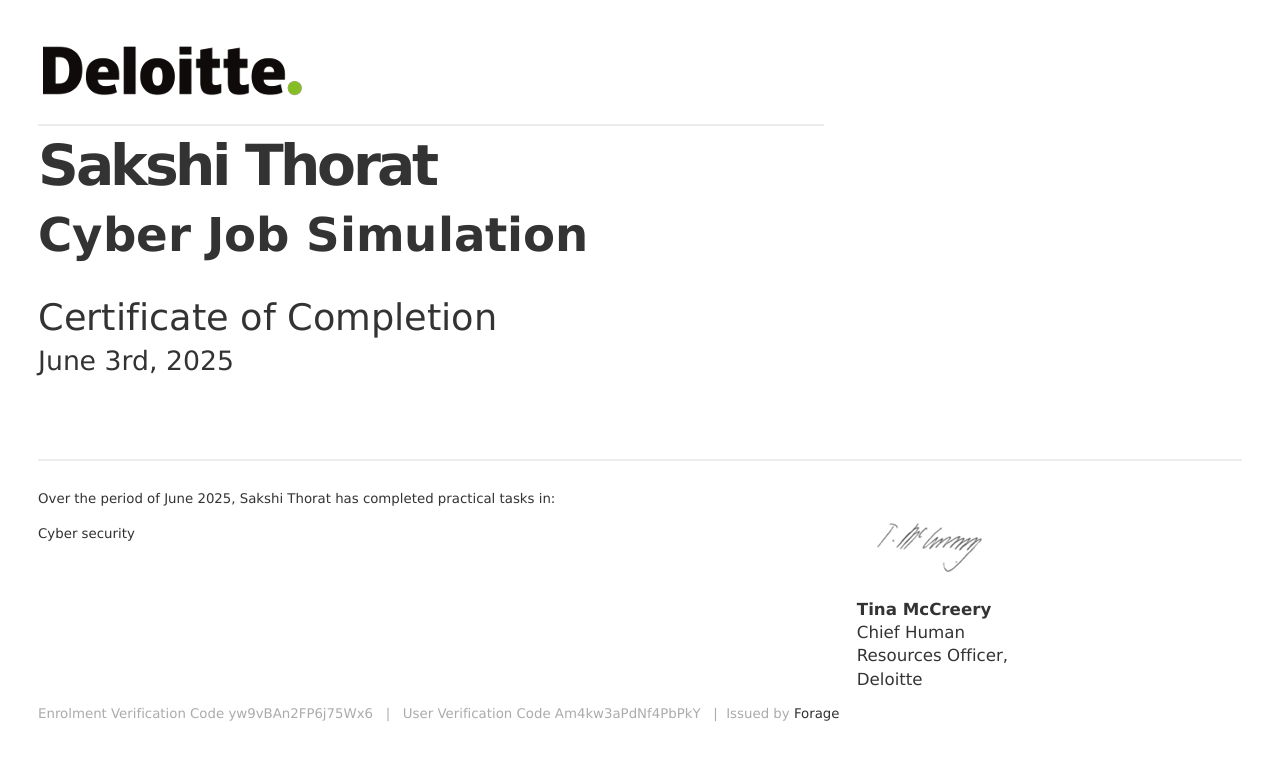 Deloitte.
Sakshi Thorat
Cyber Job Simulation
Certificate of Completion
June 3rd, 2025
Over the period of June 2025, Sakshi Thorat has completed practical tasks in:
Cyber security
T. McCreery
Tina McCreery
Chief Human
Resources Officer,
Deloitte
Enrolment Verification Code yw9vBAn2FP6j75Wx6 | User Verification Code Am4kw3aPdNf4PbPkY | Issued by Forage